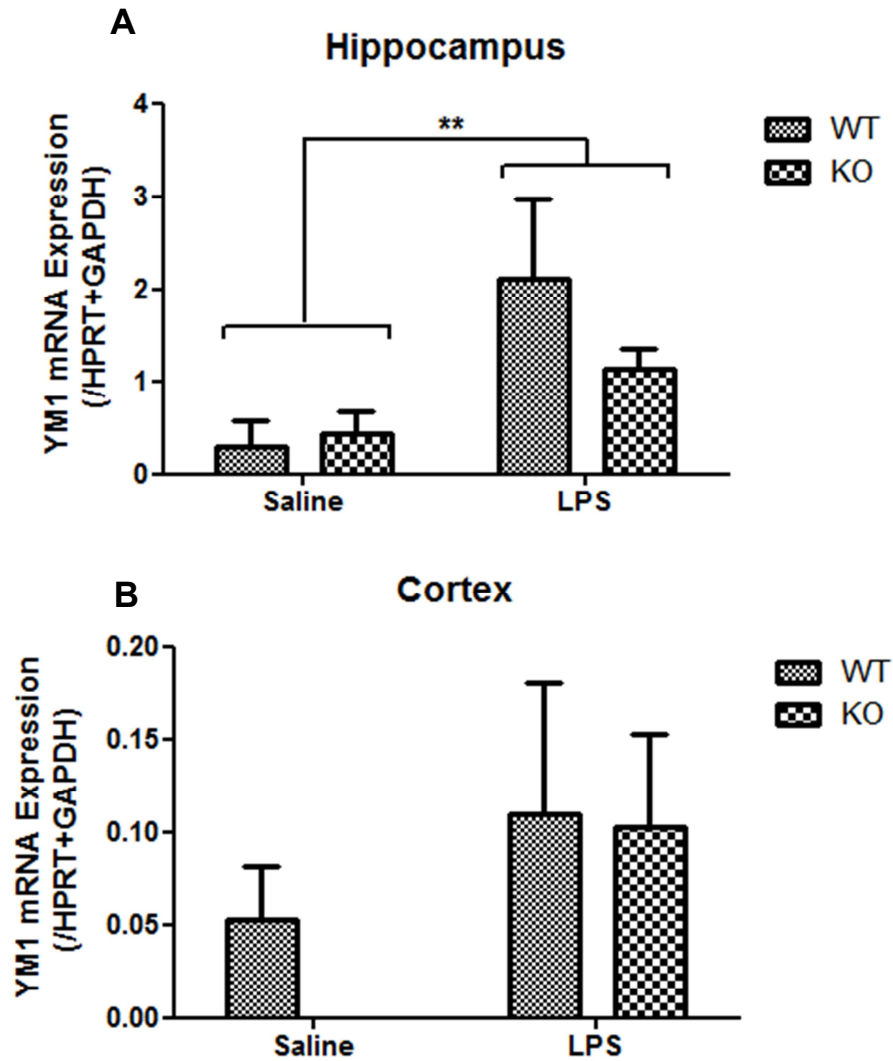 A
Hippocampus
YM1 mRNA Expression
(/HPRT+GAPDH)
4
3
2
1
0
**
WT
KO
Saline LPS
B
Cortex
YM1 mRNA Expression
(/HPRT+GAPDH)
0.20
0.15
0.10
0.05
0.00
WT
KO
Saline LPS